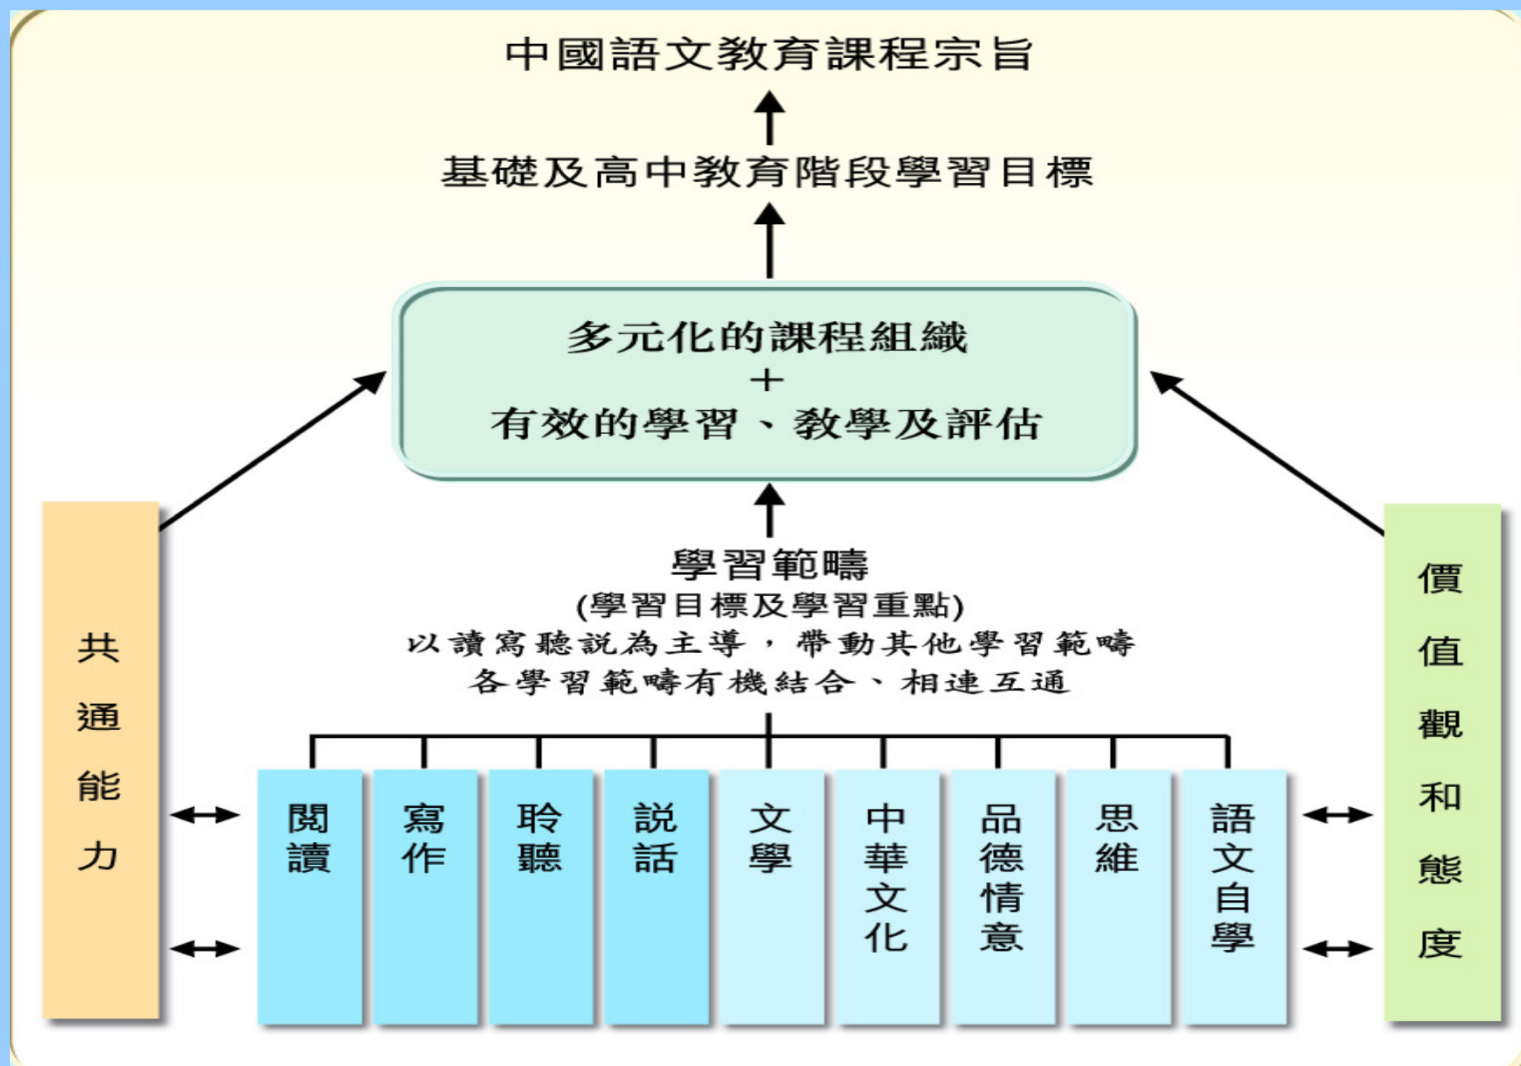 中國語文教育課程宗旨
基礎及高中教育階段學習目標
多元化的課程組織
+
有效的學習、教學及評估
學習範疇
(學習目標及學習重點)
以讀寫聽説為主導，帶動其他學習範疇
各學習範疇有機結合、相連互通
共通能力
閱讀
寫作
聆聽
説話
文學
中華文化
品德情意
思維
語文自學
價值觀和態度